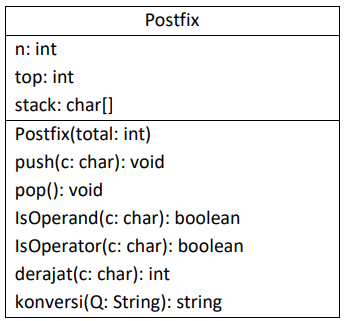 Postfix
n: int
top: int
stack: char[]
Postfix(total: int)
push(c: char): void
pop(): void
IsOperand(c: char): boolean
IsOperator(c: char): boolean
derajat(c: char): int
konversi(Q: String): string